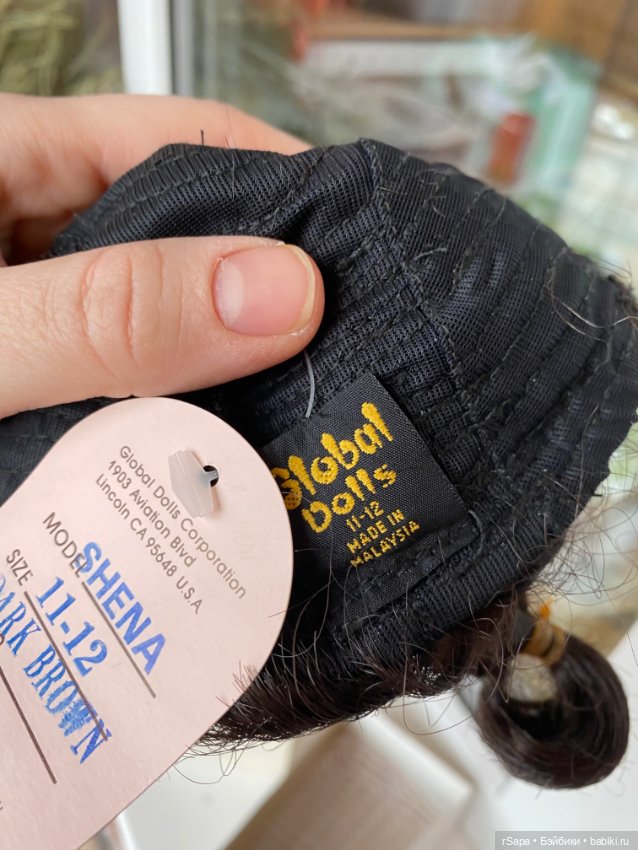 Global
Dolls
11-12
MADE IN
MALAYSIA
Global Dolls Corporation
1903 Aviation Blvd
Lincoln CA 95648 U.S.A.
MODEL SHENA
SIZE 11-12
DARK BROWN
rSapa • Бэйбики • babiki.ru